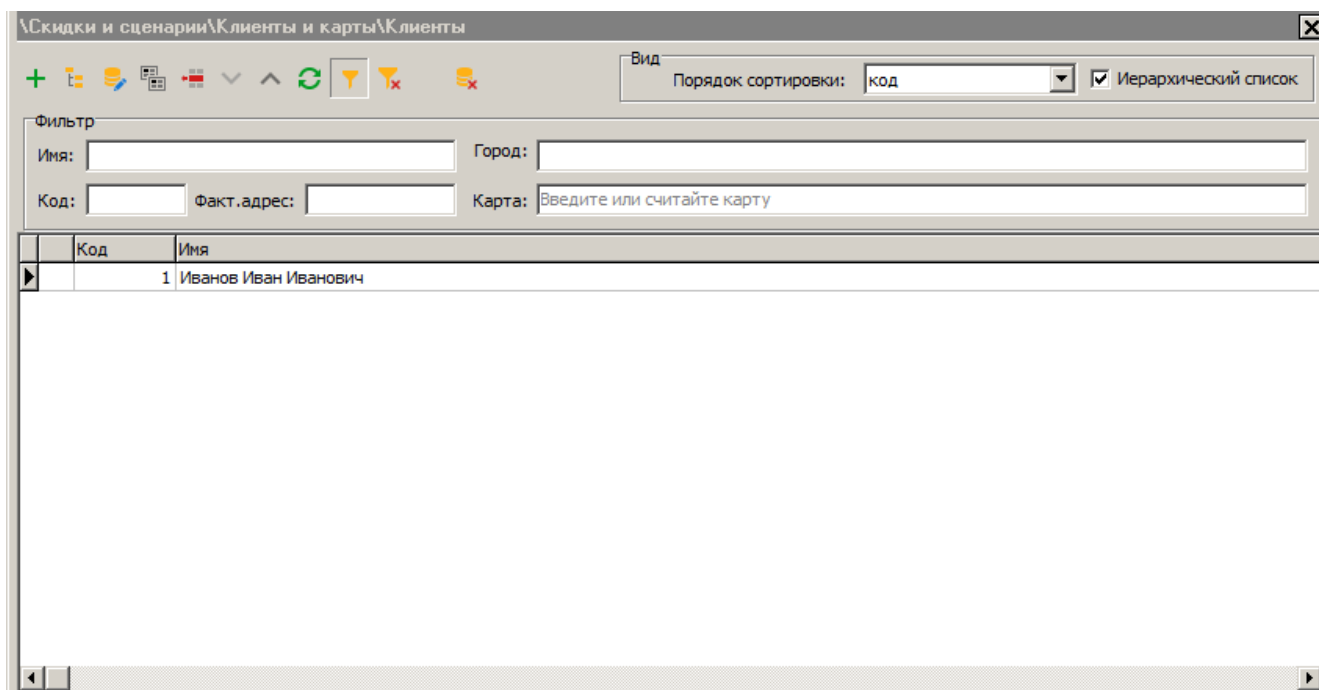 \Скидки и сценарии\Клиенты и карты\Клиенты
Вид
Порядок сортировки: код Иерархический список
Фильтр
Имя: Город:
Код: Факт.адрес: Карта: Введите или считайте карту
Код Имя
1 Иванов Иван Иванович